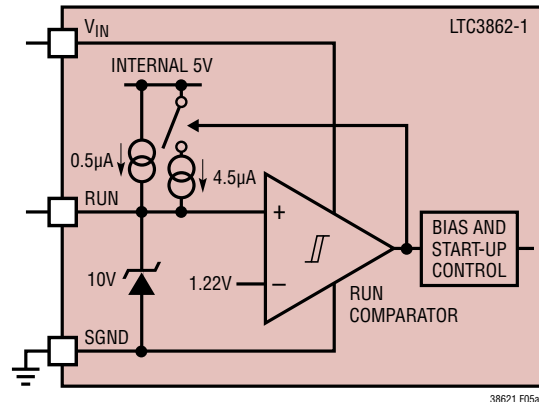 V_IN
LTC3862-1
INTERNAL 5V
0.5µA
4.5µA
RUN
+
10V
1.22V
−
BIAS AND
START-UP
CONTROL
RUN
COMPARATOR
SGND
38621 F05a